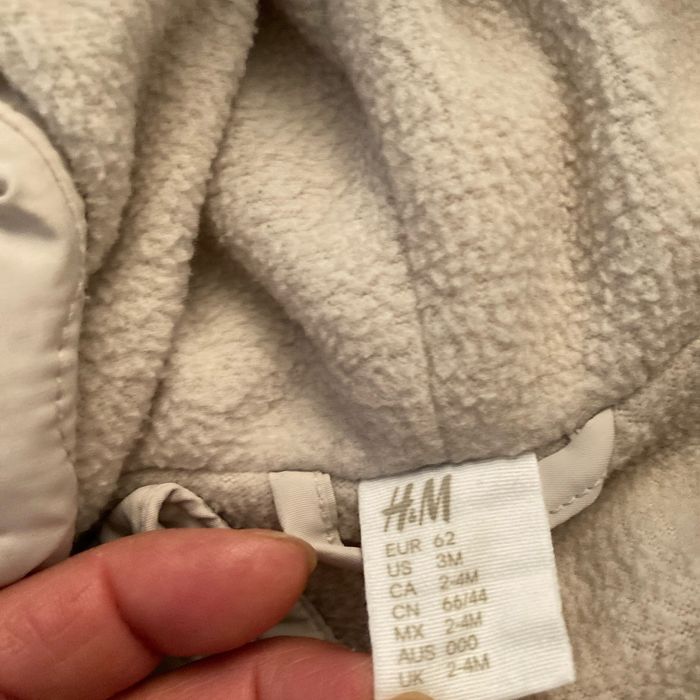 H&M
EUR 62
US 3M
CA 2-4M
CN 66/44
MX 2-4M
AUS 000
UK 2-4M